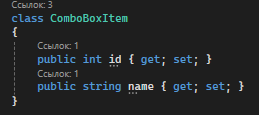 Ссылок: 3
class ComboBoxItem
{
Ссылок: 1
public int id { get; set; }
Ссылок: 1
public string name { get; set; }
}